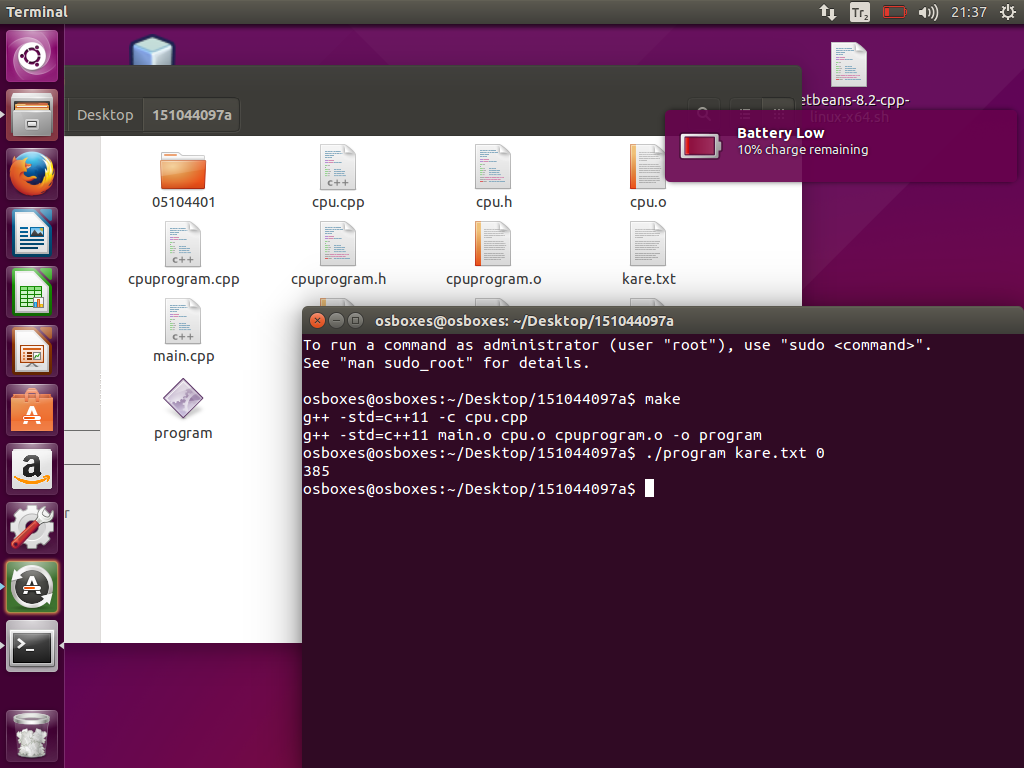 Terminal
Tr2
21:37
etbeans-8.2-cpp-
linux-x64.sh
Battery Low
10% charge remaining
Desktop
151044097a
05104401
cpu.cpp
cpu.h
cpu.o
cpuprogram.cpp
cpuprogram.h
cpuprogram.o
kare.txt
main.cpp
program
r
osboxes@osboxes: ~/Desktop/151044097a
To run a command as administrator (user "root"), use "sudo <command>".
See "man sudo_root" for details.
osboxes@osboxes:~/Desktop/151044097a$ make
g++ -std=c++11 -c cpu.cpp
g++ -std=c++11 main.o cpu.o cpuprogram.o -o program
osboxes@osboxes:~/Desktop/151044097a$ ./program kare.txt 0
385
osboxes@osboxes:~/Desktop/151044097a$